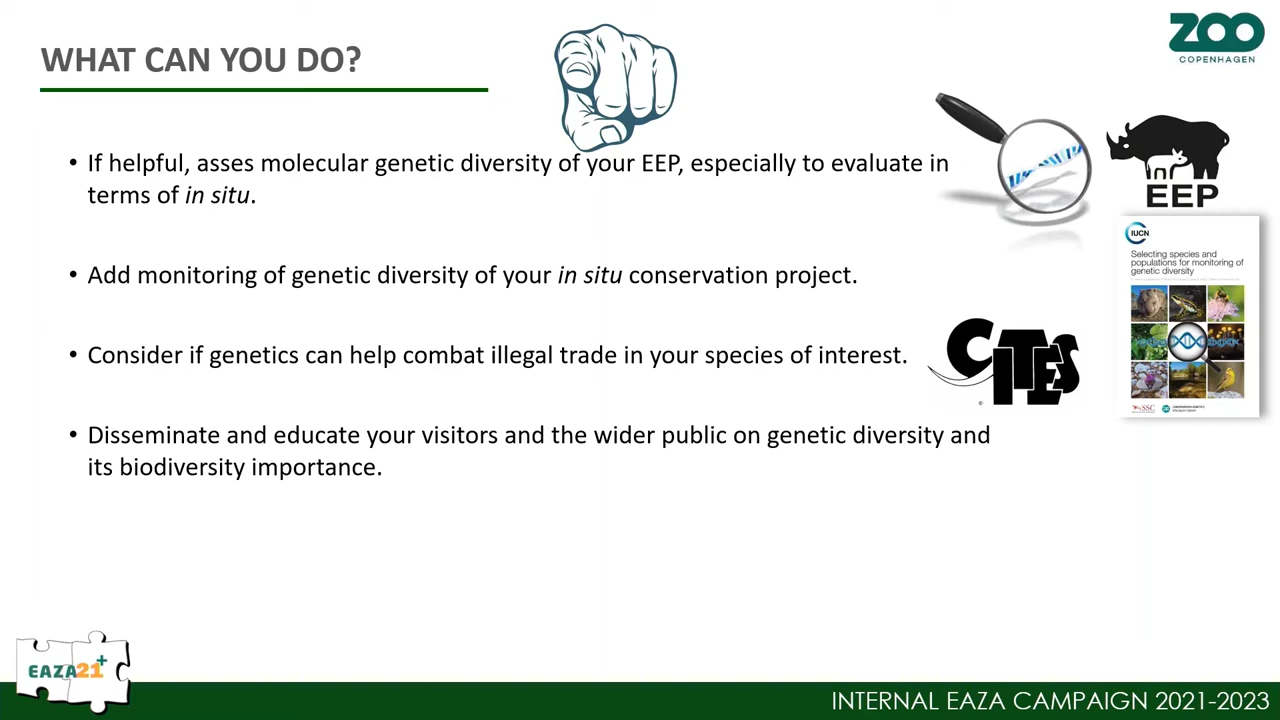 WHAT CAN YOU DO?
ZOO
COPENHAGEN
• If helpful, asses molecular genetic diversity of your EEP, especially to evaluate in
terms of in situ.
EEP
IUCN
Selecting species and
populations for monitoring of
genetic diversity
• Add monitoring of genetic diversity of your in situ conservation project.
• Consider if genetics can help combat illegal trade in your species of interest.
CITES
©
SSC
• Disseminate and educate your visitors and the wider public on genetic diversity and
its biodiversity importance.
EAZA21+
INTERNAL EAZA CAMPAIGN 2021-2023